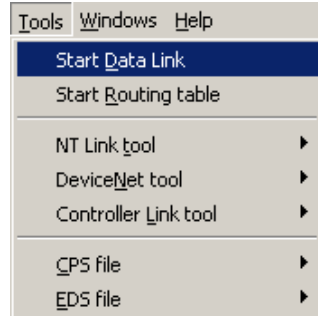 Tools Windows Help
Start Data Link
Start Routing table
NT Link tool
DeviceNet tool
Controller Link tool
CPS file
EDS file